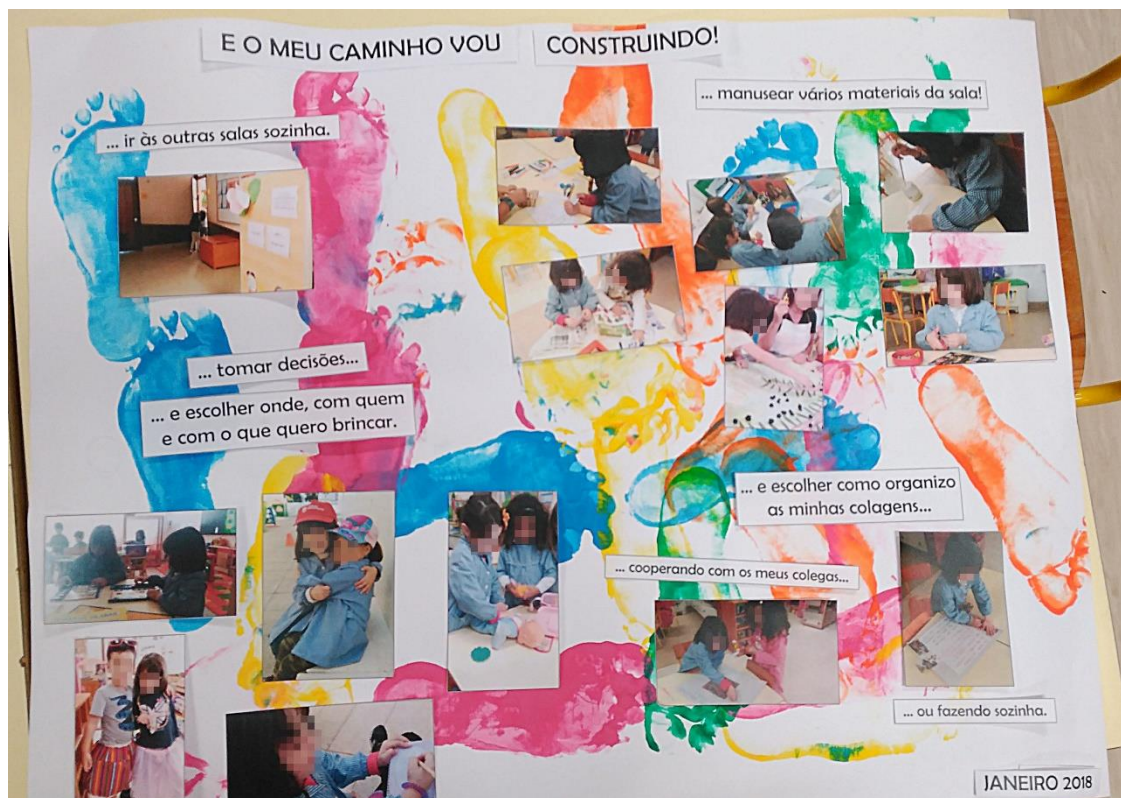 E O MEU CAMINHO VOU CONSTRUINDO!
... manusear vários materiais da sala!
... ir às outras salas sozinha.
... tomar decisões...
... e escolher onde, com quem
e com o que quero brincar.
... e escolher como organizo
as minhas colagens...
... cooperando com os meus colegas...
... ou fazendo sozinha.
JANEIRO 2018